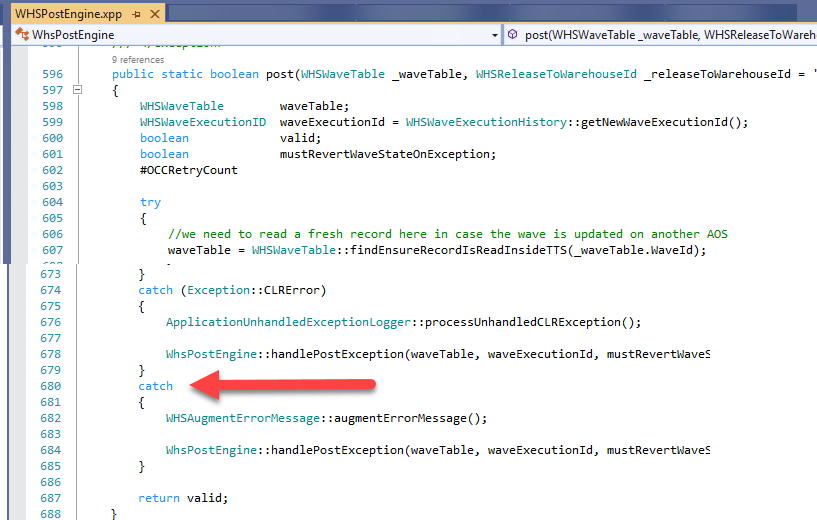 WHSPostEngine.xpp
WhsPostEngine
post(WHSWaveTable _waveTable, WHSReleaseToWareh
9 references
596 public static boolean post(WHSWaveTable _waveTable, WHSReleaseToWarehouseId _releaseToWarehouseId = '
597 {
598 WHSWaveTable waveTable;
599 WHSWaveExecutionID waveExecutionId = WHSWaveExecutionHistory::getNewWaveExecutionId();
600 boolean valid;
601 boolean mustRevertWaveStateOnException;
602 #OCCRetryCount
603
604 try
605 {
606 //we need to read a fresh record here in case the wave is updated on another AOS
607 waveTable = WHSWaveTable::findEnsureRecordIsReadInsideTTS(_waveTable.WaveId);
673 }
674 catch (Exception::CLRError)
675 {
676 ApplicationUnhandledExceptionLogger::processUnhandledCLRException();
677
678 WhsPostEngine::handlePostException(waveTable, waveExecutionId, mustRevertWaveS
679 }
680 catch
681 {
682 WHSAugmentErrorMessage::augmentErrorMessage();
683
684 WhsPostEngine::handlePostException(waveTable, waveExecutionId, mustRevertWaveS
685 }
686
687 return valid;
688 }